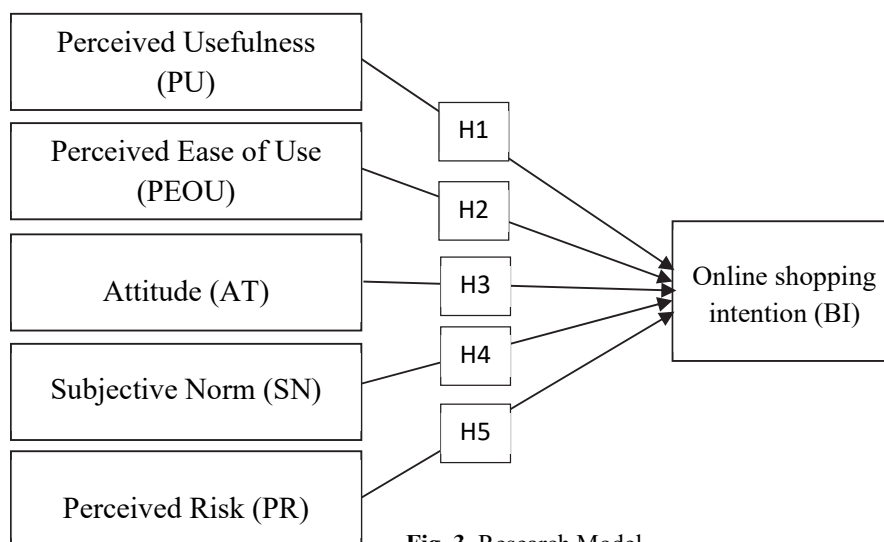 Perceived Usefulness
(PU)
H1
Perceived Ease of Use
(PEOU)
H2
Attitude (AT)
H3
Online shopping
intention (BI)
H4
Subjective Norm (SN)
H5
Perceived Risk (PR)
Fig. 3. Research Model